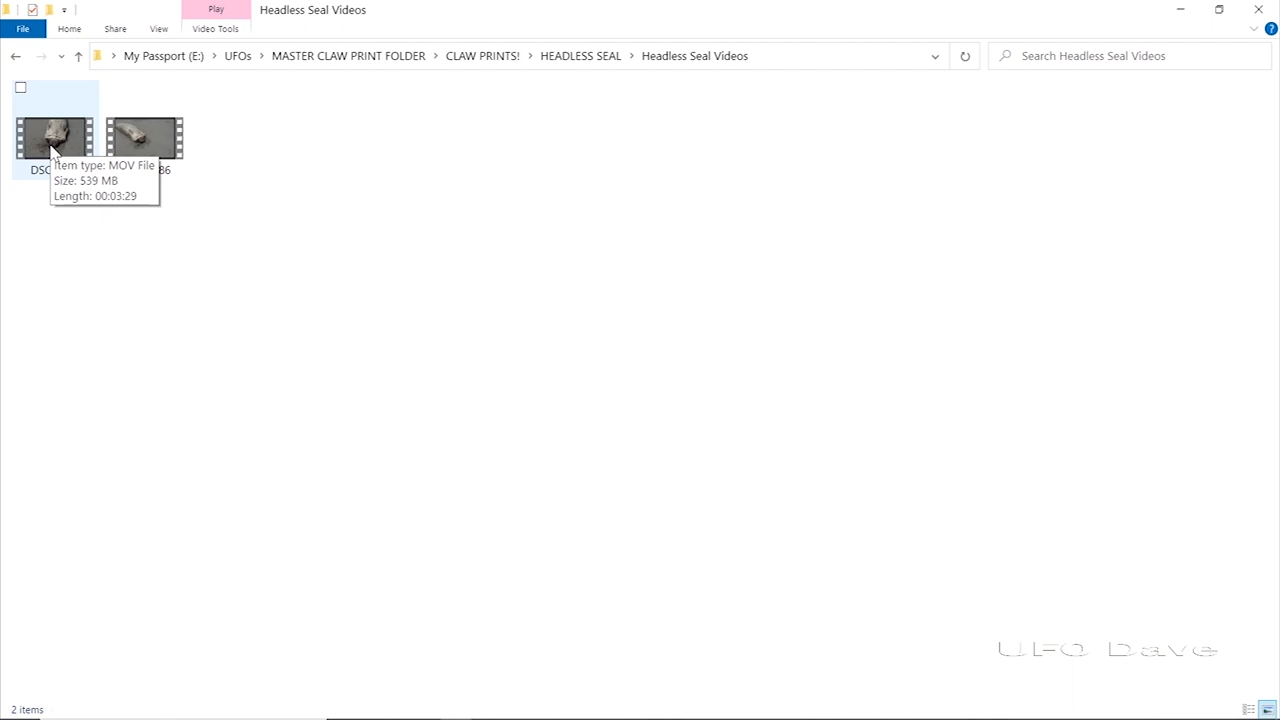 Play
Headless Seal Videos
File
Home
Share
View
Video Tools
My Passport (E:) > UFOs > MASTER CLAW PRINT FOLDER > CLAW PRINTS! > HEADLESS SEAL > Headless Seal Videos
Search Headless Seal Videos
Item type: MOV File
Size: 539 MB
Length: 00:03:29
UFO Dave
2 items